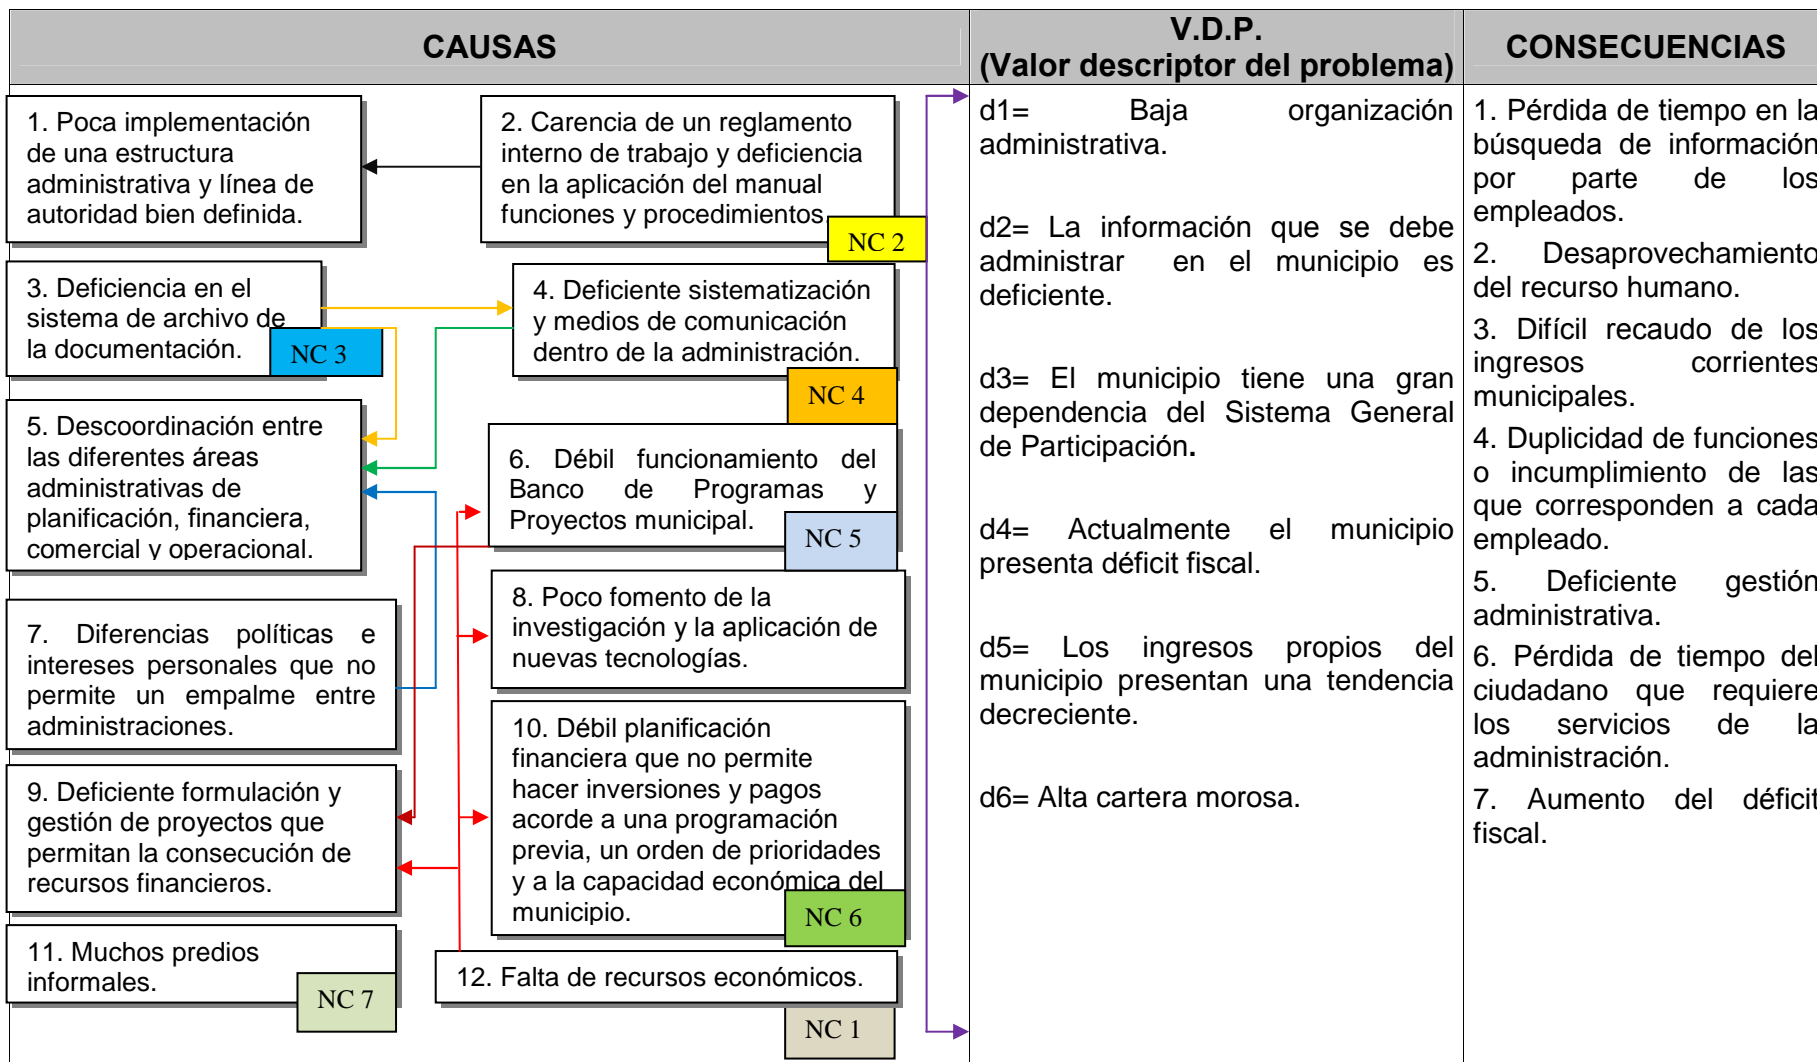 CAUSAS
V.D.P.
(Valor descriptor del problema)
CONSECUENCIAS
1. Poca implementación
de una estructura
administrativa y línea de
autoridad bien definida.
2. Carencia de un reglamento
interno de trabajo y deficiencia
en la aplicación del manual
funciones y procedimientos.
NC 2
3. Deficiencia en el
sistema de archivo de
la documentación.
NC 3
4. Deficiente sistematización
y medios de comunicación
dentro de la administración.
NC 4
5. Descoordinación entre
las diferentes áreas
administrativas de
planificación, financiera,
comercial y operacional.
6. Débil funcionamiento del
Banco de Programas y
Proyectos municipal.
NC 5
7. Diferencias políticas e
intereses personales que no
permite un empalme entre
administraciones.
8. Poco fomento de la
investigación y la aplicación de
nuevas tecnologías.
9. Deficiente formulación y
gestión de proyectos que
permitan la consecución de
recursos financieros.
10. Débil planificación
financiera que no permite
hacer inversiones y pagos
acorde a una programación
previa, un orden de prioridades
y a la capacidad económica del
municipio.
NC 6
11. Muchos predios
informales.
NC 7
12. Falta de recursos económicos.
NC 1
d1= Baja organización
administrativa.
d2= La información que se debe
administrar en el municipio es
deficiente.
d3= El municipio tiene una gran
dependencia del Sistema General
de Participación.
d4= Actualmente el municipio
presenta déficit fiscal.
d5= Los ingresos propios del
municipio presentan una tendencia
decreciente.
d6= Alta cartera morosa.
1. Pérdida de tiempo en la
búsqueda de información
por parte de los
empleados.
2. Desaprovechamiento
del recurso humano.
3. Difícil recaudo de los
ingresos corrientes
municipales.
4. Duplicidad de funciones
o incumplimiento de las
que corresponden a cada
empleado.
5. Deficiente gestión
administrativa.
6. Pérdida de tiempo del
ciudadano que requiere
los servicios de la
administración.
7. Aumento del déficit
fiscal.